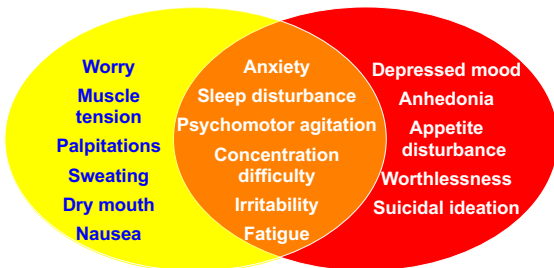 Worry
Muscle
tension
Palpitations
Sweating
Dry mouth
Nausea
Anxiety
Sleep disturbance
Psychomotor agitation
Concentration
difficulty
Irritability
Fatigue
Depressed mood
Anhedonia
Appetite
disturbance
Worthlessness
Suicidal ideation